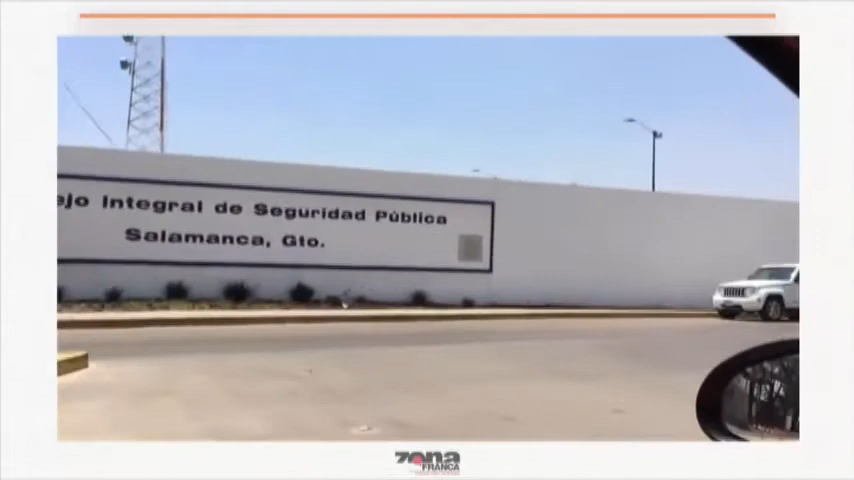 ejo Integral de Seguridad Pública
Salamanca, Gto.
zona
FRANCA